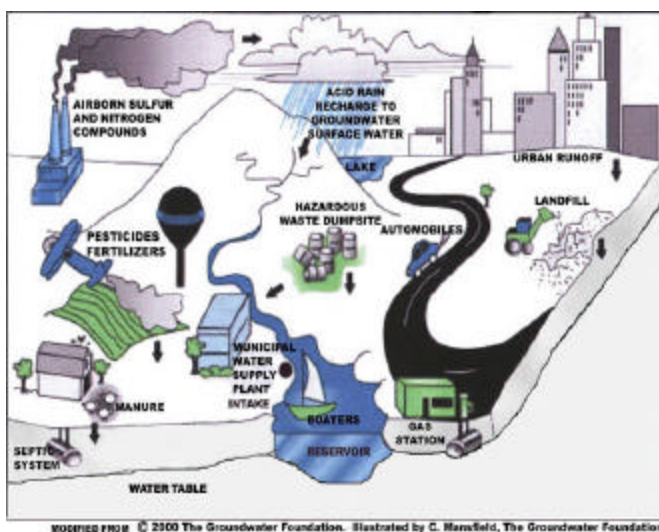 AIRBORN SULFUR
AND NITROGEN
COMPOUNDS
ACID RAIN
RECHARGE TO
GROUNDWATER
SURFACE WATER
URBAN RUNOFF
LAKE
HAZARDOUS
WASTE DUMPSITE
LANDFILL
AUTOMOBILES
PESTICIDES
FERTILIZERS
MUNICIPAL
WATER
SUPPLY
PLANT
INTAKE
MANURE
BOATERS
GAS
STATION
SEPTIC
SYSTEM
RESERVOIR
WATER TABLE
MODIFIED FROM © 2000 The Groundwater Foundation. Illustrated by C. Mansfield, The Groundwater Foundation